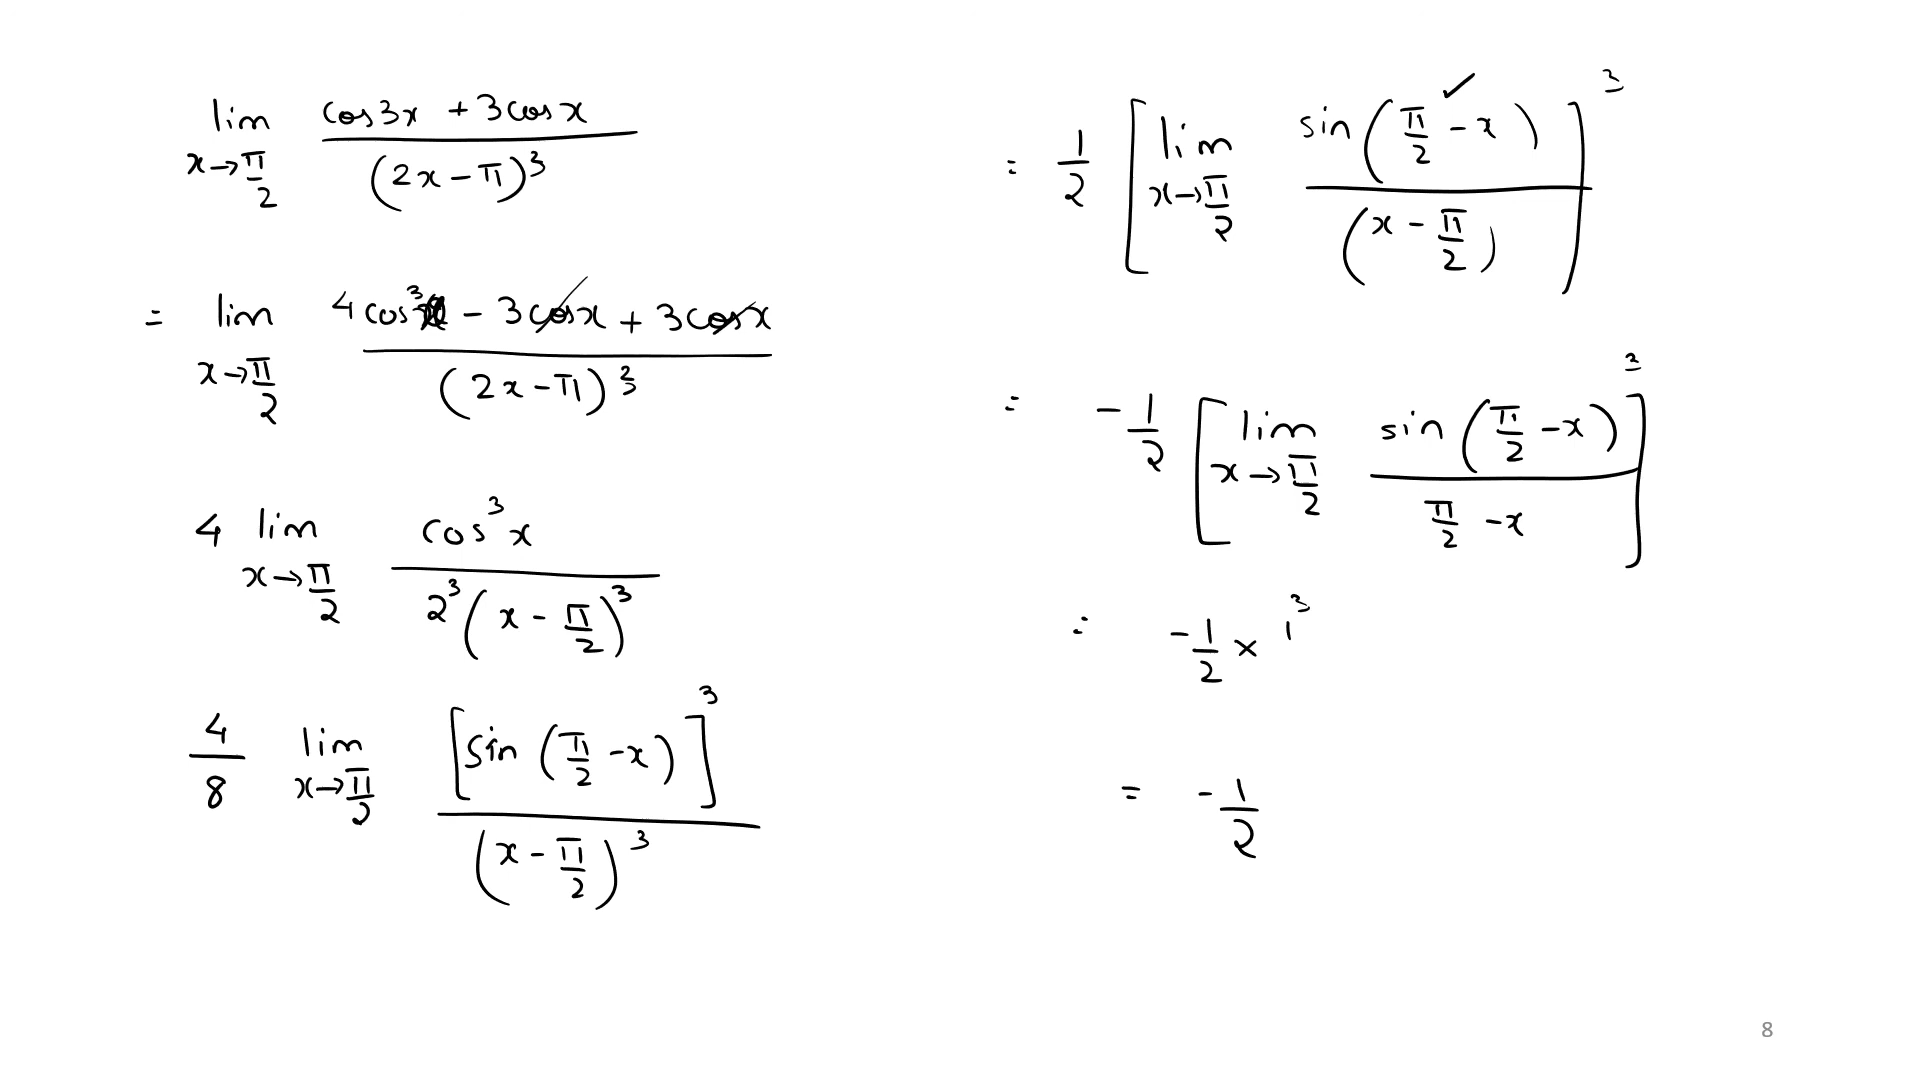 lim x→π/2 (cos3x + 3cosx) / (2x-π)³
= lim x→π/2 (4cos³x - 3cosx + 3cosx) / (2x-π)³
4 lim x→π/2 cos³x / 2³(x - π/2)³
4/8 lim x→π/2 [sin(π/2 -x)]³ / (x - π/2)³
= 1/2 [lim x→π/2 sin(π/2 - x) / (x - π/2)]³
= -1/2 [lim x→π/2 sin(π/2 -x) / π/2 -x]³
= -1/2 × 1³
= -1/2
8